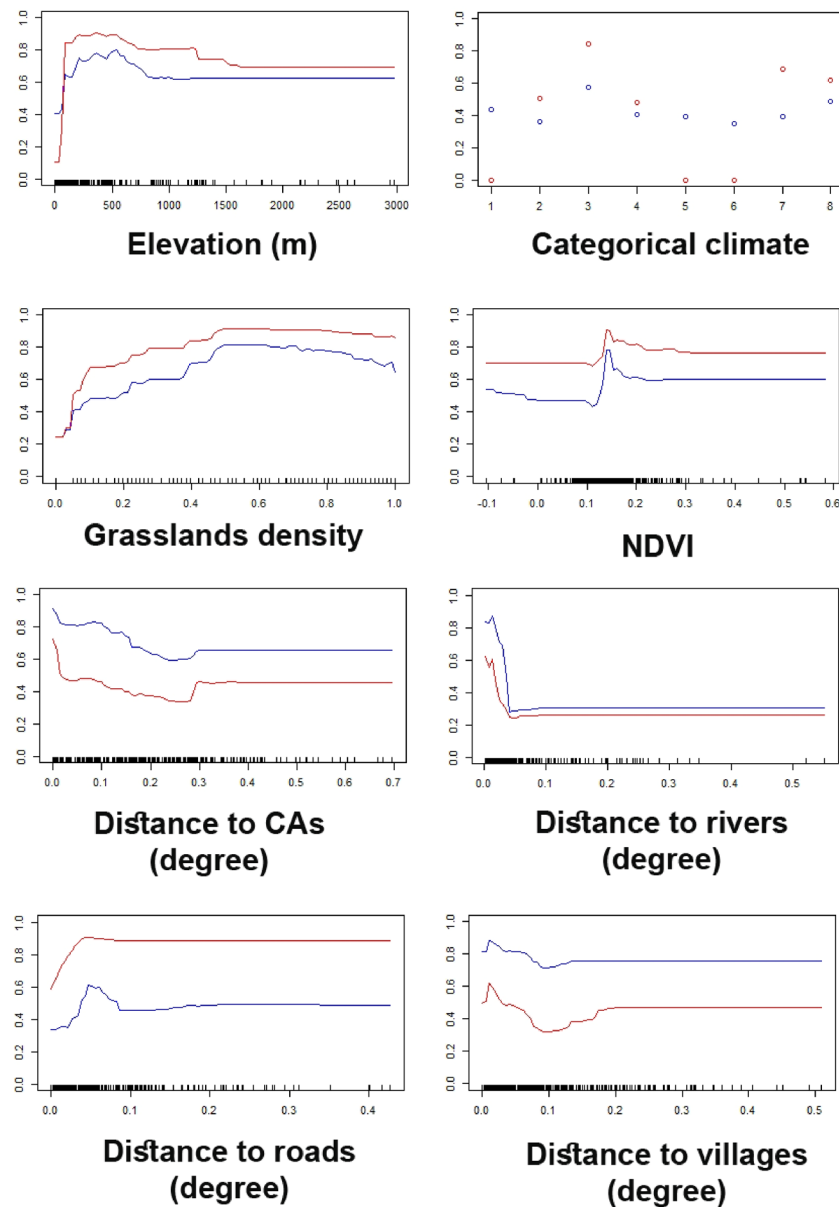 0.0 0.2 0.4 0.6 0.8 1.0
0 500 1000 1500 2000 2500 3000
Elevation (m)
0.0 0.2 0.4 0.6 0.8 1.0
1 2 3 4 5 6 7 8
Categorical climate
0.0 0.2 0.4 0.6 0.8 1.0
0.0 0.2 0.4 0.6 0.8 1.0
Grasslands density
0.0 0.2 0.4 0.6 0.8 1.0
-0.1 0.0 0.1 0.2 0.3 0.4 0.5 0.6
NDVI
0.0 0.2 0.4 0.6 0.8 1.0
0.0 0.1 0.2 0.3 0.4 0.5 0.6 0.7
Distance to CAs
(degree)
0.0 0.2 0.4 0.6 0.8 1.0
0.0 0.1 0.2 0.3 0.4 0.5
Distance to rivers
(degree)
0.0 0.2 0.4 0.6 0.8 1.0
0.0 0.1 0.2 0.3 0.4
Distance to roads
(degree)
0.0 0.2 0.4 0.6 0.8 1.0
0.0 0.1 0.2 0.3 0.4 0.5
Distance to villages
(degree)